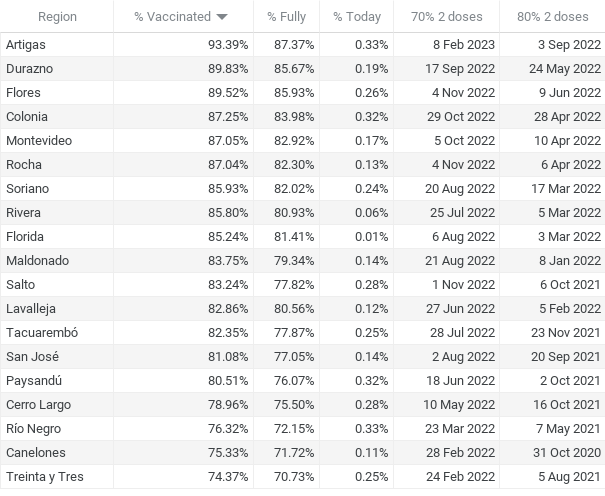 Region % Vaccinated % Fully % Today 70% 2 doses 80% 2 doses
Artigas 93.39% 87.37% 0.33% 8 Feb 2023 3 Sep 2022
Durazno 89.83% 85.67% 0.19% 17 Sep 2022 24 May 2022
Flores 89.52% 85.93% 0.26% 4 Nov 2022 9 Jun 2022
Colonia 87.25% 83.98% 0.32% 29 Oct 2022 28 Apr 2022
Montevideo 87.05% 82.92% 0.17% 5 Oct 2022 10 Apr 2022
Rocha 87.04% 82.30% 0.13% 4 Nov 2022 6 Apr 2022
Soriano 85.93% 82.02% 0.24% 20 Aug 2022 17 Mar 2022
Rivera 85.80% 80.93% 0.06% 25 Jul 2022 5 Mar 2022
Florida 85.24% 81.41% 0.01% 6 Aug 2022 3 Mar 2022
Maldonado 83.75% 79.34% 0.14% 21 Aug 2022 8 Jan 2022
Salto 83.24% 77.82% 0.28% 1 Nov 2022 6 Oct 2021
Lavalleja 82.86% 80.56% 0.12% 27 Jun 2022 5 Feb 2022
Tacuarembó 82.35% 77.87% 0.25% 28 Jul 2022 23 Nov 2021
San José 81.08% 77.05% 0.14% 2 Aug 2022 20 Sep 2021
Paysandú 80.51% 76.07% 0.32% 18 Jun 2022 2 Oct 2021
Cerro Largo 78.96% 75.50% 0.28% 10 May 2022 16 Oct 2021
Río Negro 76.32% 72.15% 0.33% 23 Mar 2022 7 May 2021
Canelones 75.33% 71.72% 0.11% 28 Feb 2022 31 Oct 2020
Treinta y Tres 74.37% 70.73% 0.25% 24 Feb 2022 5 Aug 2021